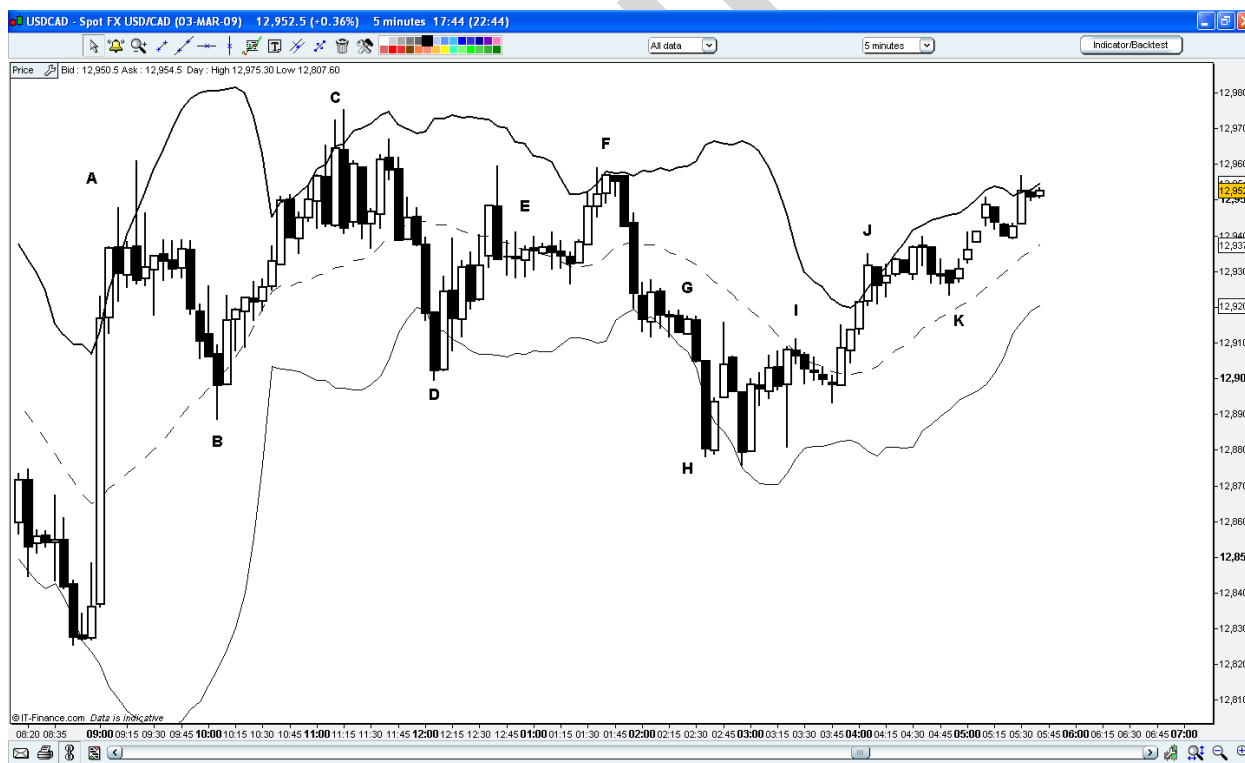 USDCAD - Spot FX USD/CAD (03-MAR-09) 12,952.5 (+0.36%) 5 minutes 17:44 (22:44)
All data 5 minutes Indicator/Backtest
Price Bid : 12,950.5 Ask : 12,954.5 Day : High 12,975.30 Low 12,807.60
12,980
C
12,970
F
12,960
A
12,952
E
12,940
J
12,937
12,930
G
I
12,920
K
12,910
12,90
D
12,890
B
12,880
H
12,870
12,860
12,85
12,840
12,830
12,820
12,810
© IT-Finance.com Data is indicative
08:20 08:35 09:00 09:15 09:30 09:45 10:00 10:15 10:30 10:45 11:00 11:15 11:30 11:45 12:00 12:15 12:30 12:45 01:00 01:15 01:30 01:45 02:00 02:15 02:30 02:45 03:00 03:15 03:30 03:45 04:00 04:15 04:30 04:45 05:00 05:15 05:30 05:45 06:00 06:15 06:30 06:45 07:00